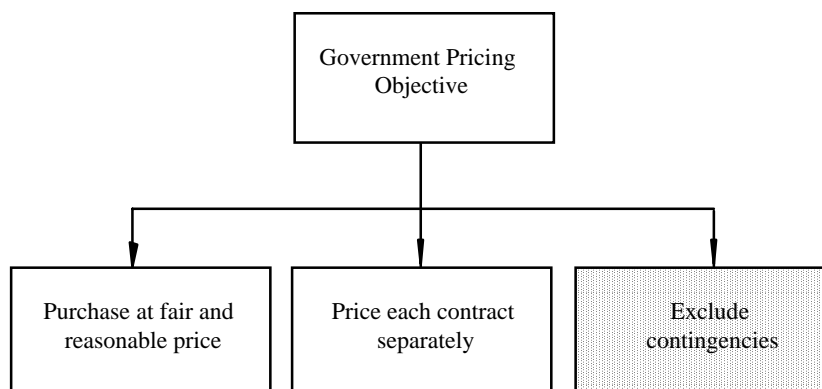 Government Pricing
Objective
Purchase at fair and
reasonable price
Price each contract
separately
Exclude
contingencies